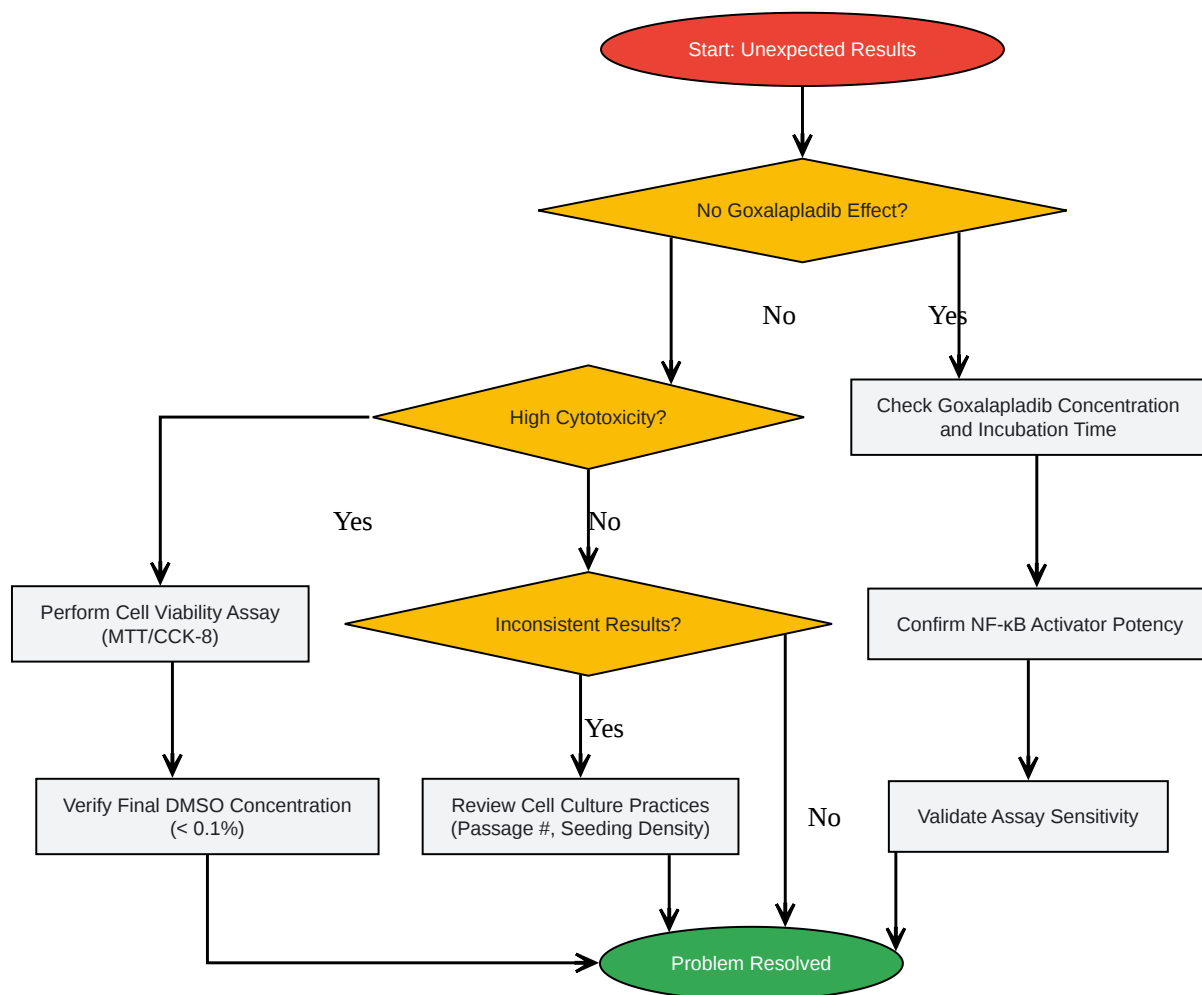 Start: Unexpected Results
No Goxalapladib Effect?
No
Yes
High Cytotoxicity?
Check Goxalapladib Concentration
and Incubation Time
Yes
No
Perform Cell Viability Assay
(MTT/CCK-8)
Inconsistent Results?
Confirm NF-κB Activator Potency
Yes
No
Verify Final DMSO Concentration
(< 0.1%)
Review Cell Culture Practices
(Passage #, Seeding Density)
Validate Assay Sensitivity
Problem Resolved